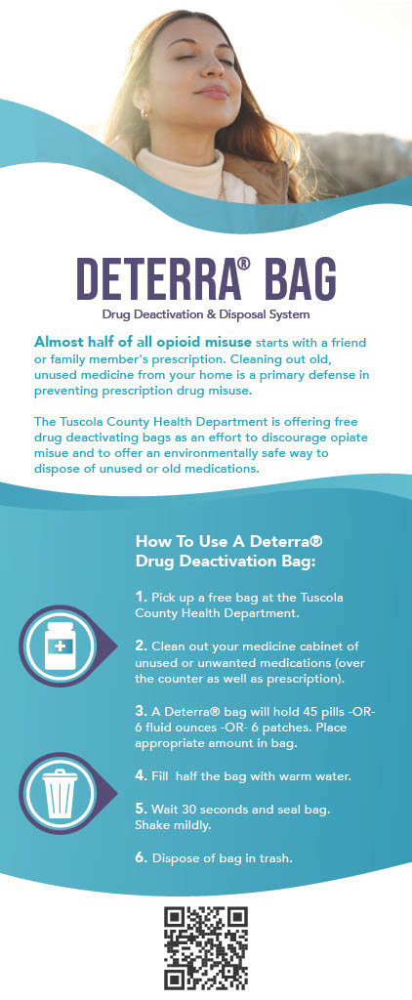 DETERRA® BAG
Drug Deactivation & Disposal System
Almost half of all opioid misuse starts with a friend
or family member's prescription. Cleaning out old,
unused medicine from your home is a primary defense in
preventing prescription drug misuse.
The Tuscola County Health Department is offering free
drug deactivating bags as an effort to discourage opiate
misue and to offer an environmentally safe way to
dispose of unused or old medications.
How To Use A Deterra®
Drug Deactivation Bag:
1. Pick up a free bag at the Tuscola
County Health Department.
2. Clean out your medicine cabinet of
unused or unwanted medications (over
the counter as well as prescription).
3. A Deterra® bag will hold 45 pills -OR-
6 fluid ounces -OR- 6 patches. Place
appropriate amount in bag.
4. Fill half the bag with warm water.
5. Wait 30 seconds and seal bag.
Shake mildly.
6. Dispose of bag in trash.